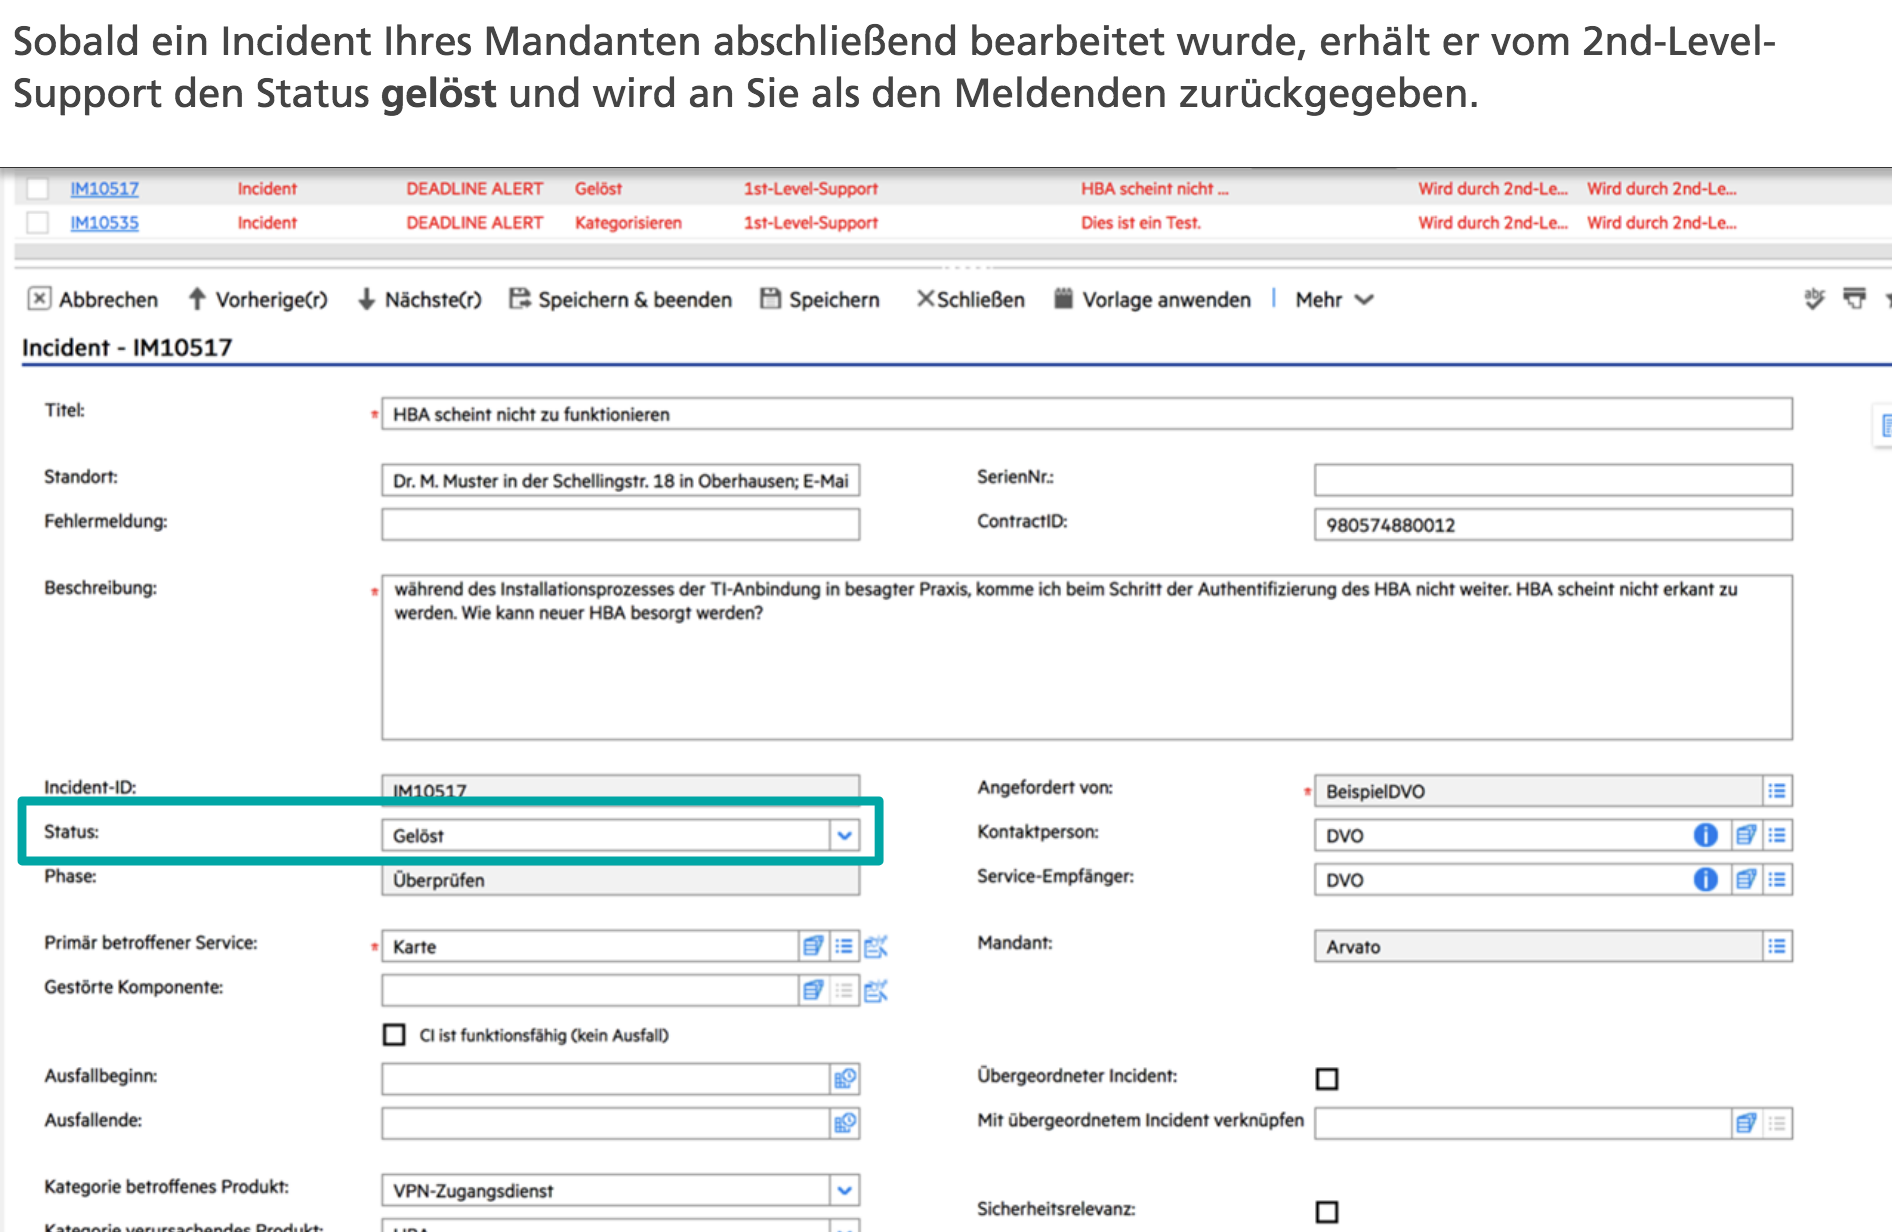 Sobald ein Incident Ihres Mandanten abschließend bearbeitet wurde, erhält er vom 2nd-Level-
Support den Status gelöst und wird an Sie als den Meldenden zurückgegeben.
IM10517 Incident DEADLINE ALERT Gelöst 1st-Level-Support HBA scheint nicht ... Wird durch 2nd-Le... Wird durch 2nd-Le...
IM10535 Incident DEADLINE ALERT Kategorisieren 1st-Level-Support Dies ist ein Test. Wird durch 2nd-Le... Wird durch 2nd-Le...
Abbrechen Vorherige(r) Nächste(r) Speichern & beenden Speichern Schließen Vorlage anwenden Mehr abc
Incident - IM10517
Titel: * HBA scheint nicht zu funktionieren
Standort: Dr. M. Muster in der Schellingstr. 18 in Oberhausen; E-Mai SerienNr.:
Fehlermeldung: ContractID: 980574880012
Beschreibung: * während des Installationsprozesses der TI-Anbindung in besagter Praxis, komme ich beim Schritt der Authentifizierung des HBA nicht weiter. HBA scheint nicht erkant zu
werden. Wie kann neuer HBA besorgt werden?
Incident-ID: IM10517 Angefordert von: * BeispielDVO
Status: Gelöst Kontaktperson: DVO
Phase: Überprüfen Service-Empfänger: DVO
Primär betroffener Service: * Karte Mandant: Arvato
Gestörte Komponente:
CI ist funktionsfähig (kein Ausfall)
Ausfallbeginn: Übergeordneter Incident:
Ausfallende: Mit übergeordnetem Incident verknüpfen
Kategorie betroffenes Produkt: VPN-Zugangsdienst
Sicherheitsrelevanz:
Kategorie verursachendes Produkt: HBA